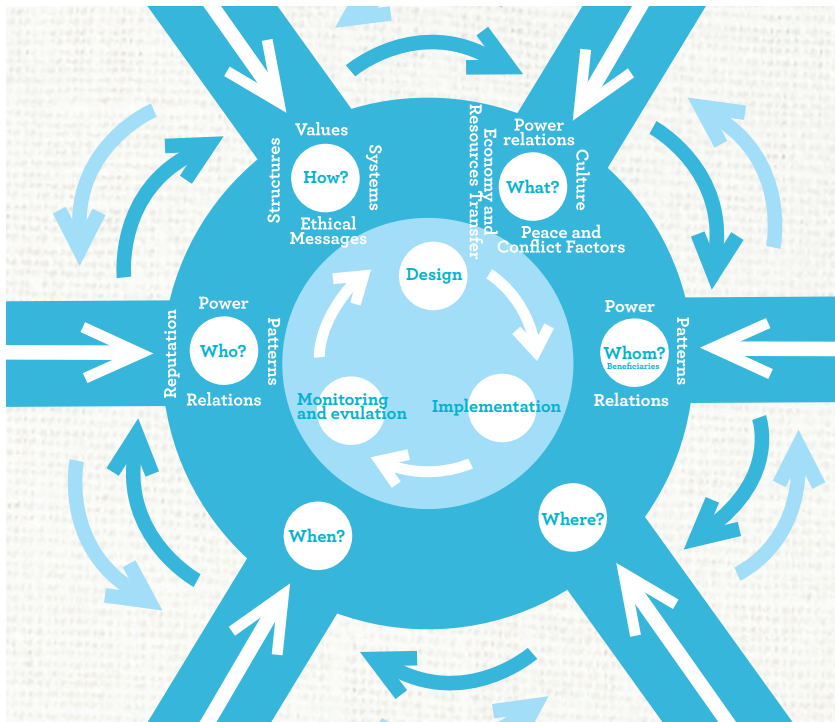 Values
Structures
How?
Systems
Ethical
Messages
Resources Transfer
Economy and
Power
relations
What?
Culture
Peace and
Conflict Factors
Design
Power
Reputation
Who?
Patterns
Relations
Power
Whom?
Beneficiaries
Patterns
Relations
Monitoring
and evulation
Implementation
When?
Where?